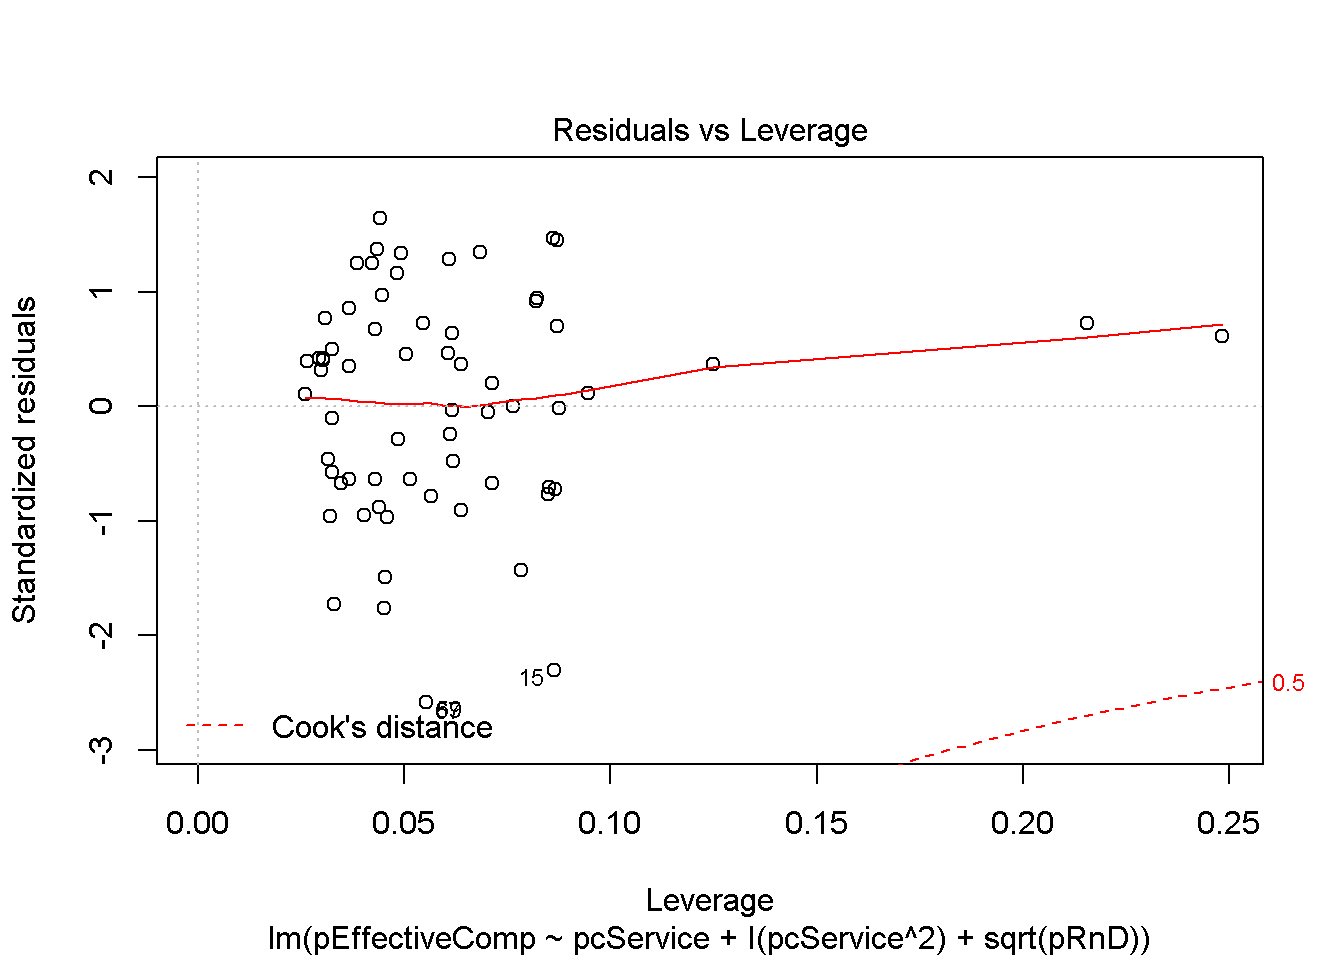 Residuals vs Leverage
Standardized residuals
2
1
0
-1
-2
-3
15
0.5
Cook's distance
0.00 0.05 0.10 0.15 0.20 0.25
Leverage
lm(pEffectiveComp ~ pcService + I(pcService^2) + sqrt(pRnD))